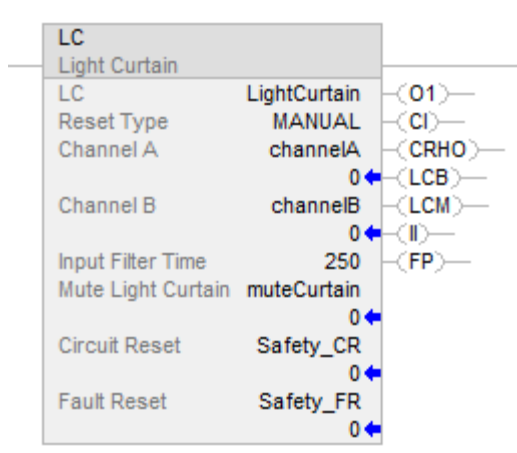 LC
Light Curtain
LC LightCurtain (O1)
Reset Type MANUAL (CI)
Channel A channelA (CRHO)
0 (LCB)
Channel B channelB (LCM)
0 (II)
Input Filter Time 250 (FP)
Mute Light Curtain muteCurtain
0
Circuit Reset Safety_CR
0
Fault Reset Safety_FR
0